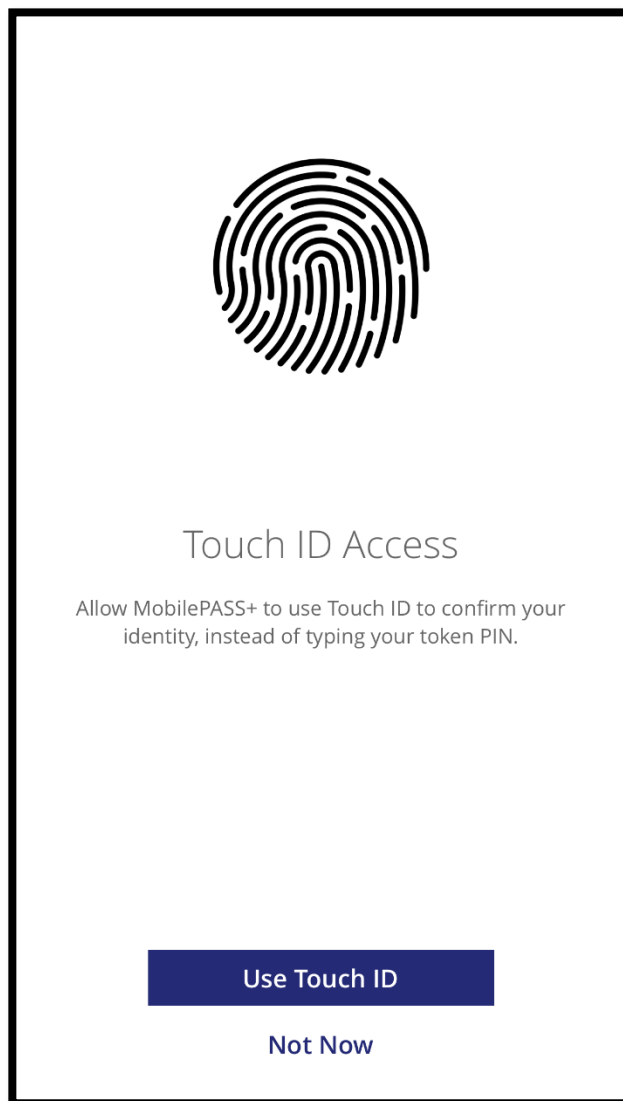 Touch ID Access
Allow MobilePASS+ to use Touch ID to confirm your
identity, instead of typing your token PIN.
Use Touch ID
Not Now